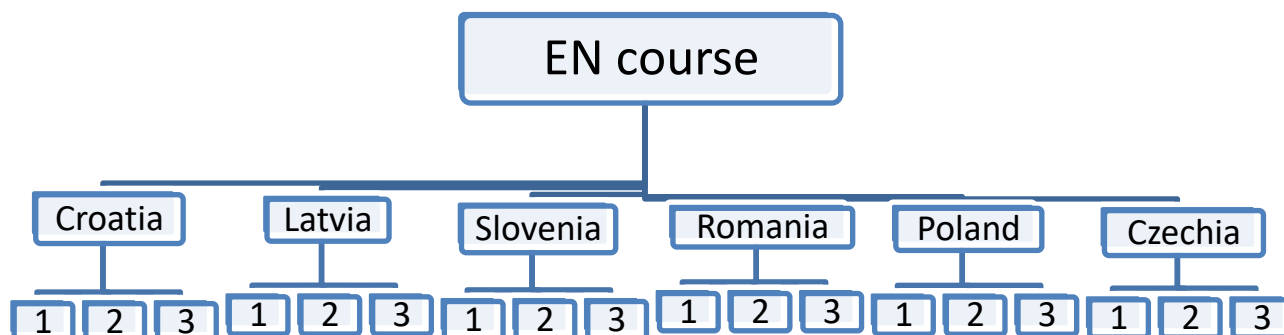 EN course
Croatia
Latvia
Slovenia
Romania
Poland
Czechia
1 2 3
1 2 3
1 2 3
1 2 3
1 2 3
1 2 3